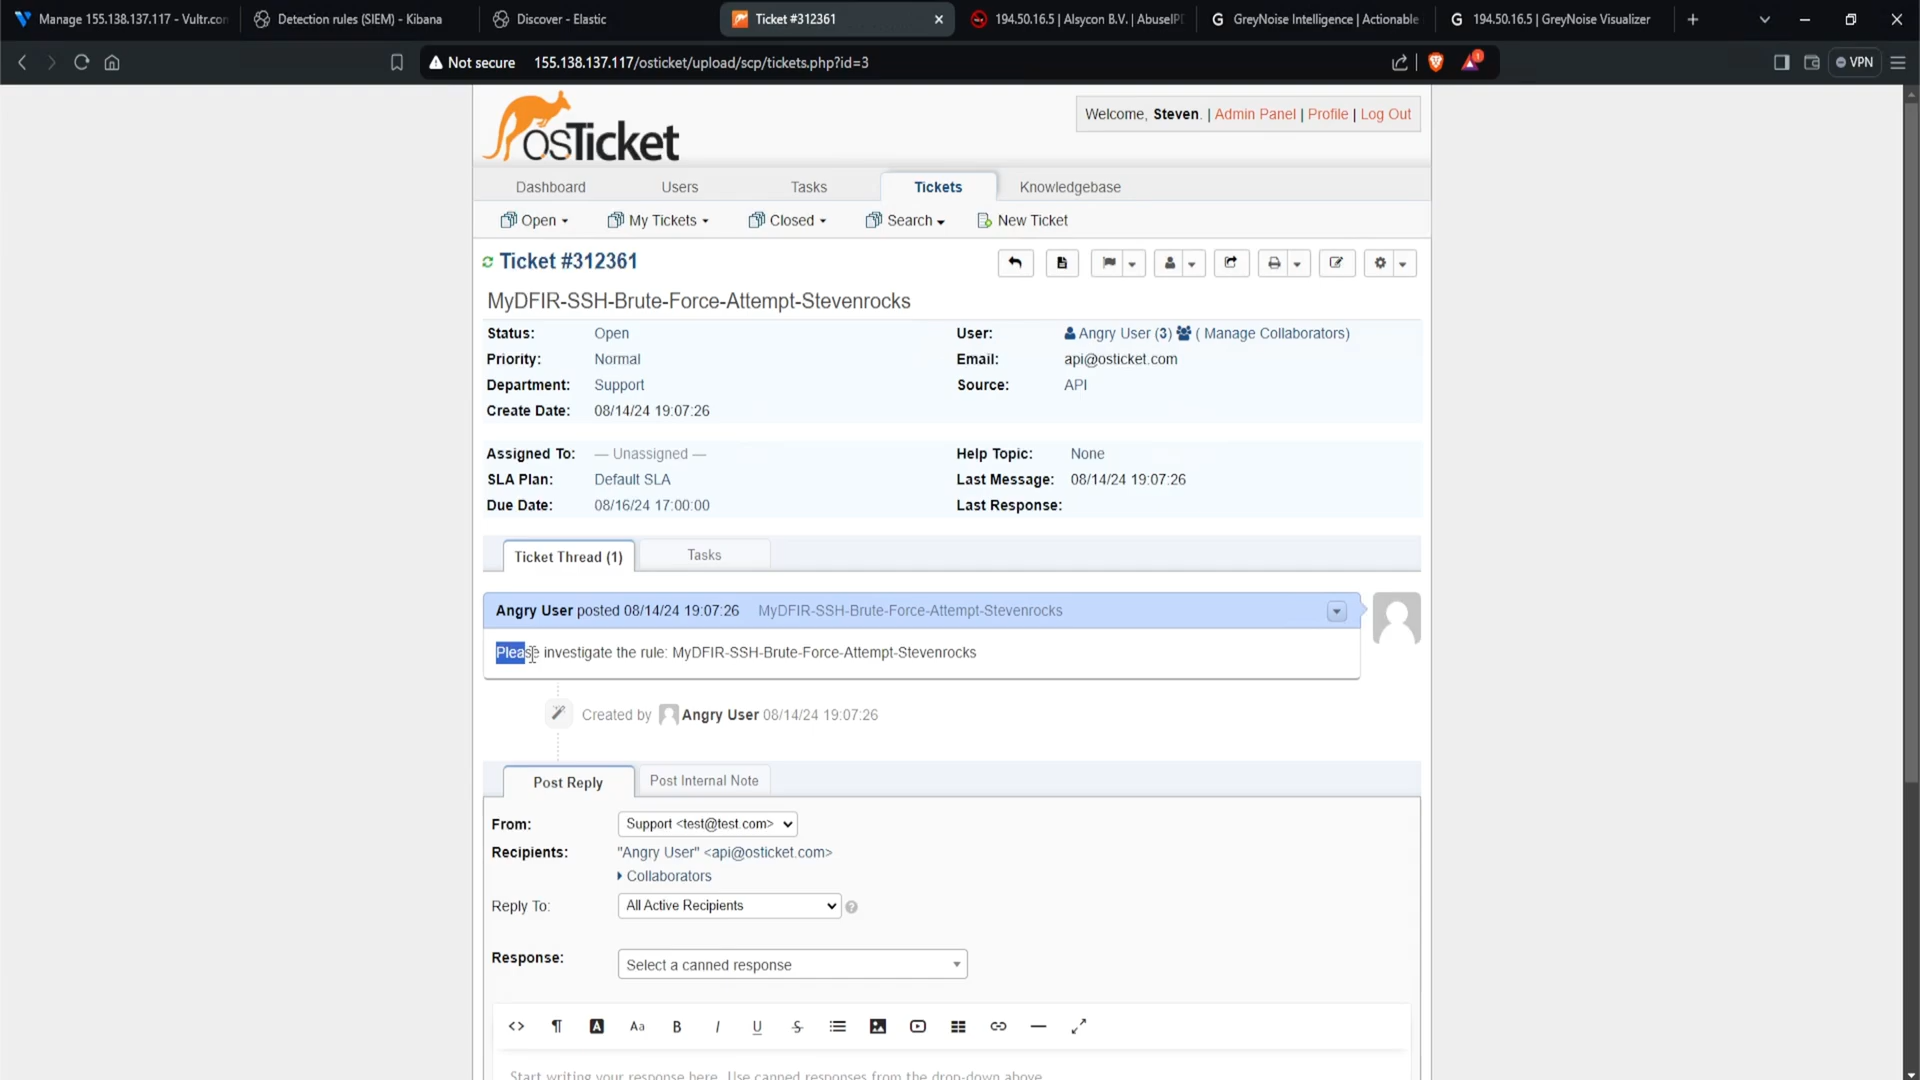 Manage 155.138.137.117 - Vultr.con
Detection rules (SIEM) - Kibana
Discover - Elastic
Ticket #312361
194.50.16.5 | Alsycon B.V. | AbuseIPD
GreyNoise Intelligence | Actionable
194.50.16.5 | GreyNoise Visualizer
Not secure 155.138.137.117/osticket/upload/scp/tickets.php?id=3
1
VPN
osTicket
Welcome, Steven. | Admin Panel | Profile | Log Out
Dashboard Users Tasks Tickets Knowledgebase
Open My Tickets Closed Search New Ticket
Ticket #312361
MyDFIR-SSH-Brute-Force-Attempt-Stevenrocks
Status: Open
Priority: Normal
Department: Support
Create Date: 08/14/24 19:07:26
User: Angry User (3) ( Manage Collaborators)
Email: api@osticket.com
Source: API
Assigned To: — Unassigned —
SLA Plan: Default SLA
Due Date: 08/16/24 17:00:00
Help Topic: None
Last Message: 08/14/24 19:07:26
Last Response:
Ticket Thread (1) Tasks
Angry User posted 08/14/24 19:07:26 MyDFIR-SSH-Brute-Force-Attempt-Stevenrocks
Please investigate the rule: MyDFIR-SSH-Brute-Force-Attempt-Stevenrocks
Created by Angry User 08/14/24 19:07:26
Post Reply Post Internal Note
From: Support <test@test.com>
Recipients: "Angry User" <api@osticket.com>
Collaborators
Reply To: All Active Recipients
Response: Select a canned response
Aa B I U S
Start writing your response here. Use canned responses from the drop-down above